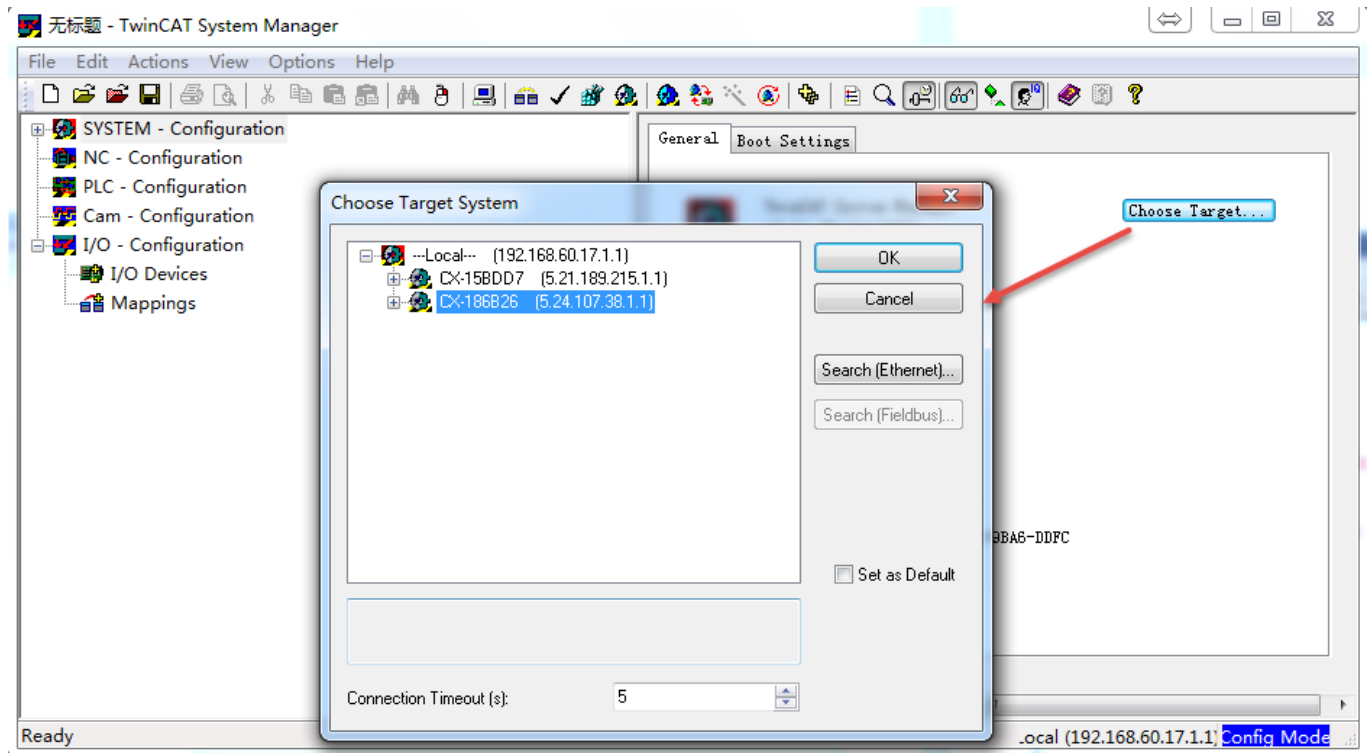 无标题 - TwinCAT System Manager
File Edit Actions View Options Help
SYSTEM - Configuration
NC - Configuration
PLC - Configuration
Cam - Configuration
I/O - Configuration
I/O Devices
Mappings
General Boot Settings
Choose Target...
Choose Target System
---Local--- (192.168.60.17.1.1)
CX-15BDD7 (5.21.189.215.1.1)
CX-186B26 (5.24.107.38.1.1)
OK
Cancel
Search (Ethernet)...
Search (Fieldbus)...
9BA6-DDFC
Set as Default
Connection Timeout (s): 5
Ready
ocal (192.168.60.17.1.1) Config Mode